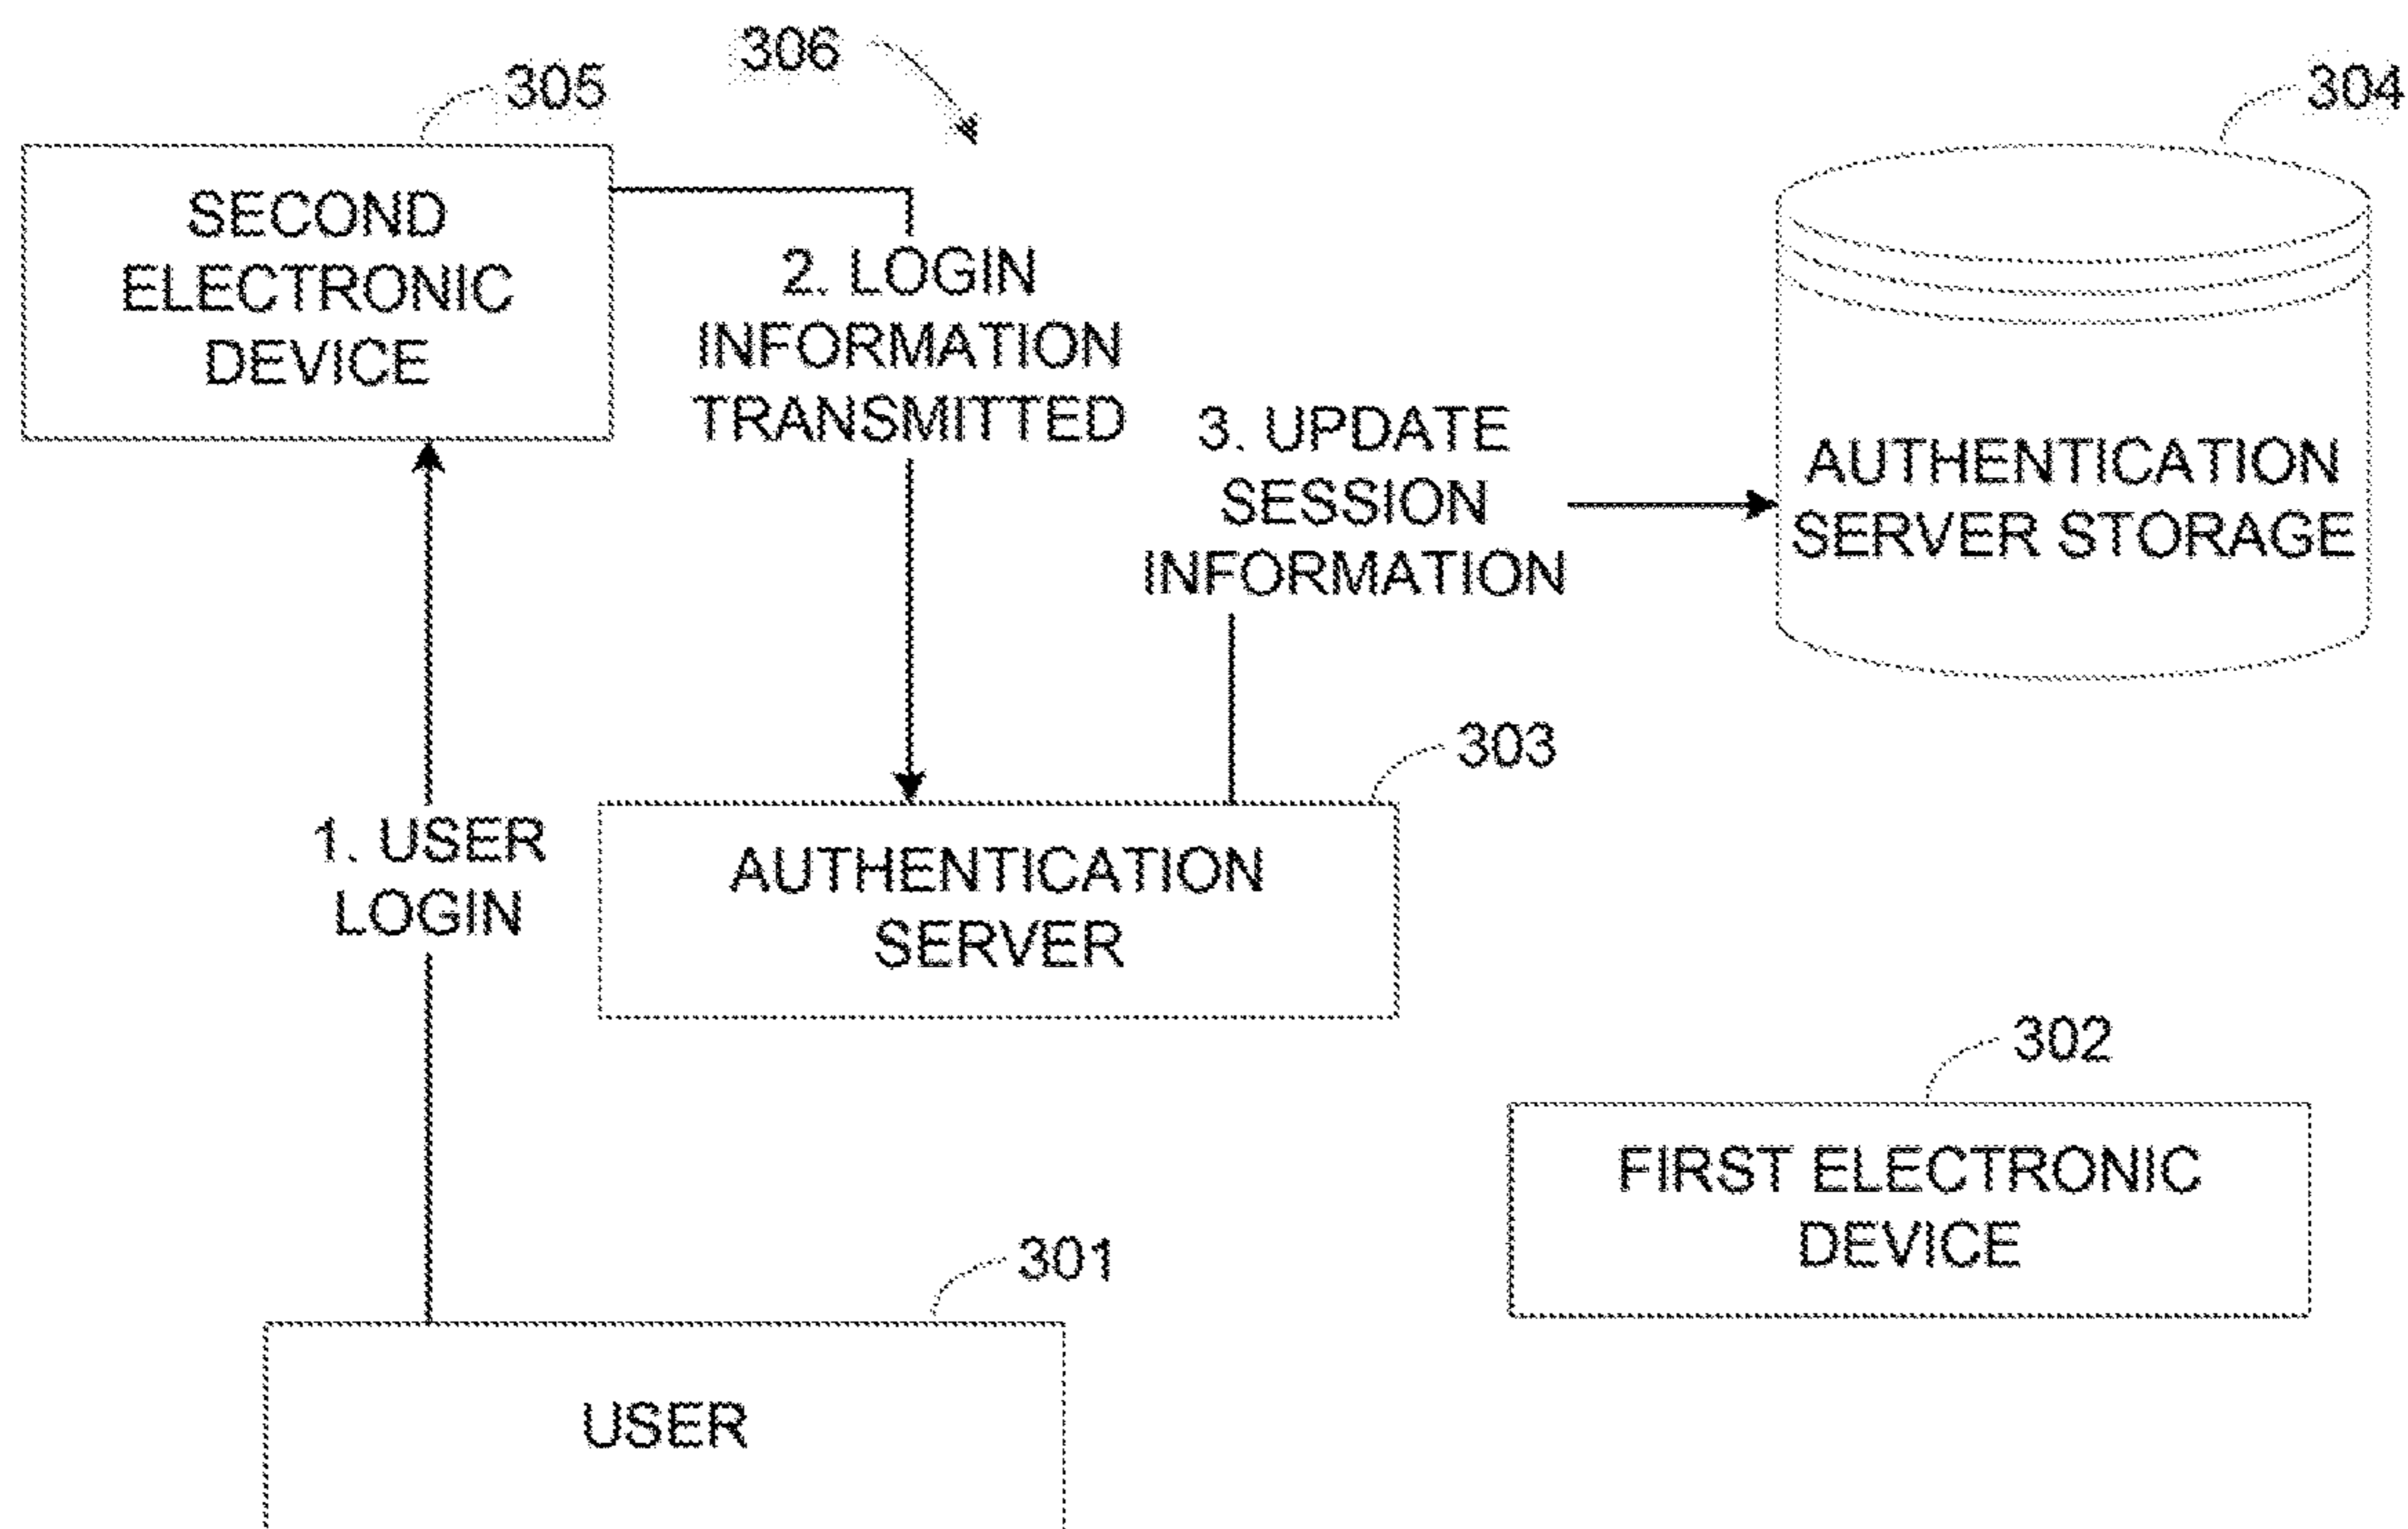 306
305
304
SECOND
ELECTRONIC
DEVICE
2. LOGIN
INFORMATION
TRANSMITTED
3. UPDATE
SESSION
INFORMATION
AUTHENTICATION
SERVER STORAGE
303
1. USER
LOGIN
AUTHENTICATION
SERVER
302
FIRST ELECTRONIC
DEVICE
301
USER